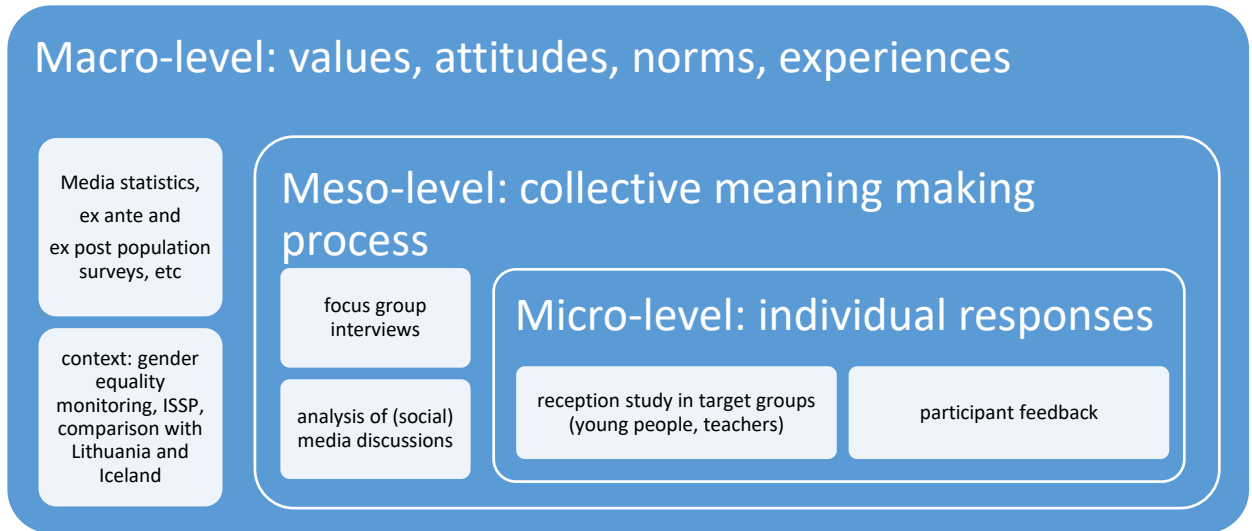 Macro-level: values, attitudes, norms, experiences
Media statistics,
ex ante and
ex post population
surveys, etc
context: gender
equality
monitoring, ISSP,
comparison with
Lithuania and
Iceland
Meso-level: collective meaning making
process
focus group
interviews
analysis of (social)
media discussions
Micro-level: individual responses
reception study in target groups
(young people, teachers)
participant feedback